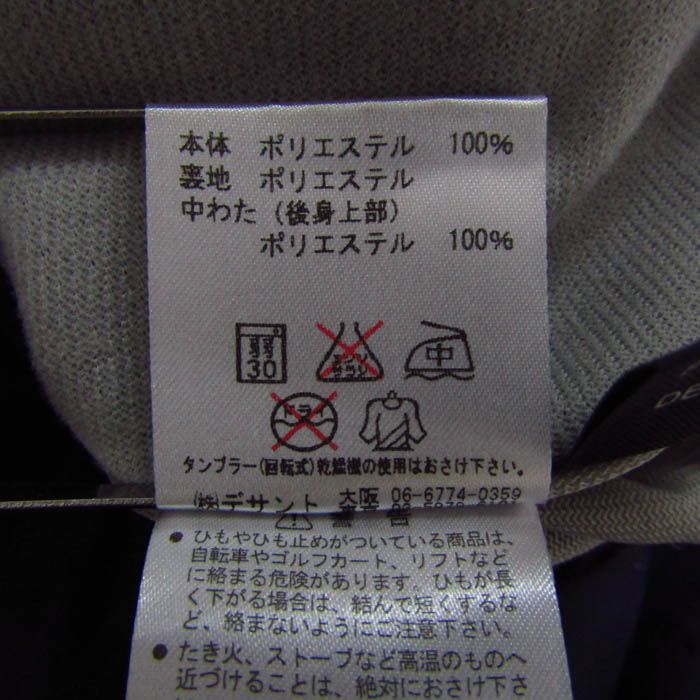 本体 ポリエステル 100%
裏地 ポリエステル
中わた（後身上部）
ポリエステル 100%
弱
30
エンソ
サラシ
中
ドライ
タンブラー(回転式)乾燥機の使用はおさけ下さい。
(株)デサント 大阪 06-6774-0359
警告
● ひもやひも止めがついている商品は、
自転車やゴルフカート、リフトなど
に絡まる危険があります。ひもが長
く下がる場合は、結んで短くするな
ど、絡まないようにご注意下さい。
● たき火、ストーブなど高温のものへ
近づけることは、絶対におさけ下さ